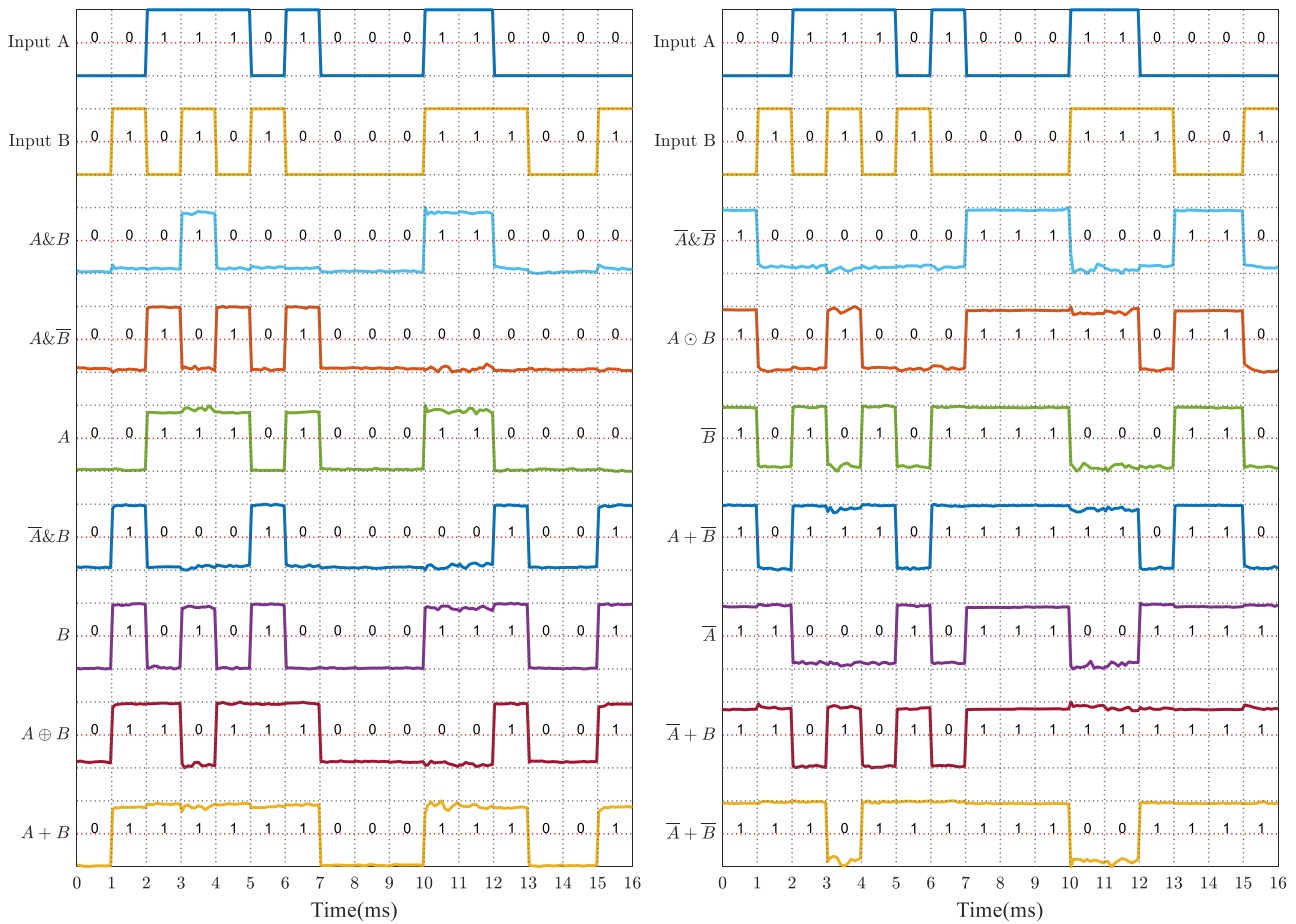 Input A 0 0 1 1 1 0 1 0 0 0 1 1 0 0 0 0
Input B 0 1 0 1 0 1 0 0 0 0 1 1 1 0 0 1
A&B 0 0 0 1 0 0 0 0 0 0 1 1 0 0 0 0
A&B̅ 0 0 1 0 1 0 1 0 0 0 0 0 0 0 0 0
A 0 0 1 1 1 0 1 0 0 0 1 1 0 0 0 0
A̅&B 0 1 0 0 0 1 0 0 0 0 0 0 1 0 0 1
B 0 1 0 1 0 1 0 0 0 0 1 1 1 0 0 1
A ⊕ B 0 1 1 0 1 1 1 0 0 0 0 0 1 0 0 1
A + B 0 1 1 1 1 1 1 0 0 0 1 1 1 0 0 1
0 1 2 3 4 5 6 7 8 9 10 11 12 13 14 15 16
Time(ms)
Input A 0 0 1 1 1 0 1 0 0 0 1 1 0 0 0 0
Input B 0 1 0 1 0 1 0 0 0 0 1 1 1 0 0 1
A̅&B̅ 1 0 0 0 0 0 0 1 1 1 0 0 0 1 1 0
A ⊙ B 1 0 0 1 0 0 0 1 1 1 1 1 0 1 1 0
B̅ 1 0 1 0 1 0 1 1 1 1 0 0 0 1 1 0
A + B̅ 1 0 1 1 1 0 1 1 1 1 1 1 0 1 1 0
A̅ 1 1 0 0 0 1 0 1 1 1 0 0 1 1 1 1
A̅ + B 1 1 0 1 0 1 0 1 1 1 1 1 1 1 1 1
A̅ + B̅ 1 1 1 0 0 1 1 1 1 1 0 0 1 1 1 1
0 1 2 3 4 5 6 7 8 9 10 11 12 13 14 15 16
Time(ms)